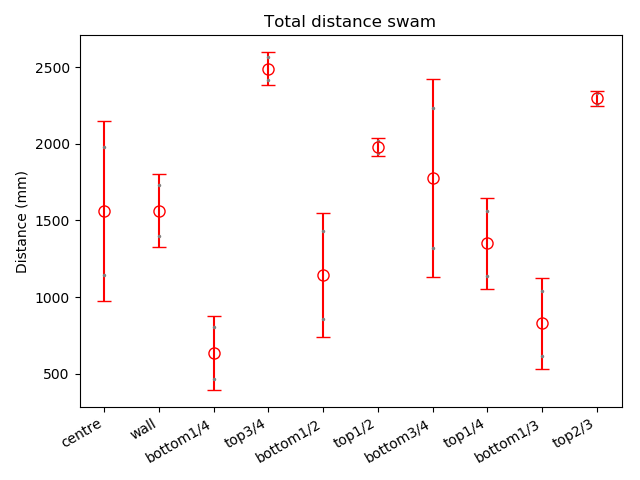 Total distance swam
Distance (mm)
2500
2000
1500
1000
500
centre
wall
bottom1/4
top3/4
bottom1/2
top1/2
bottom3/4
top1/4
bottom1/3
top2/3